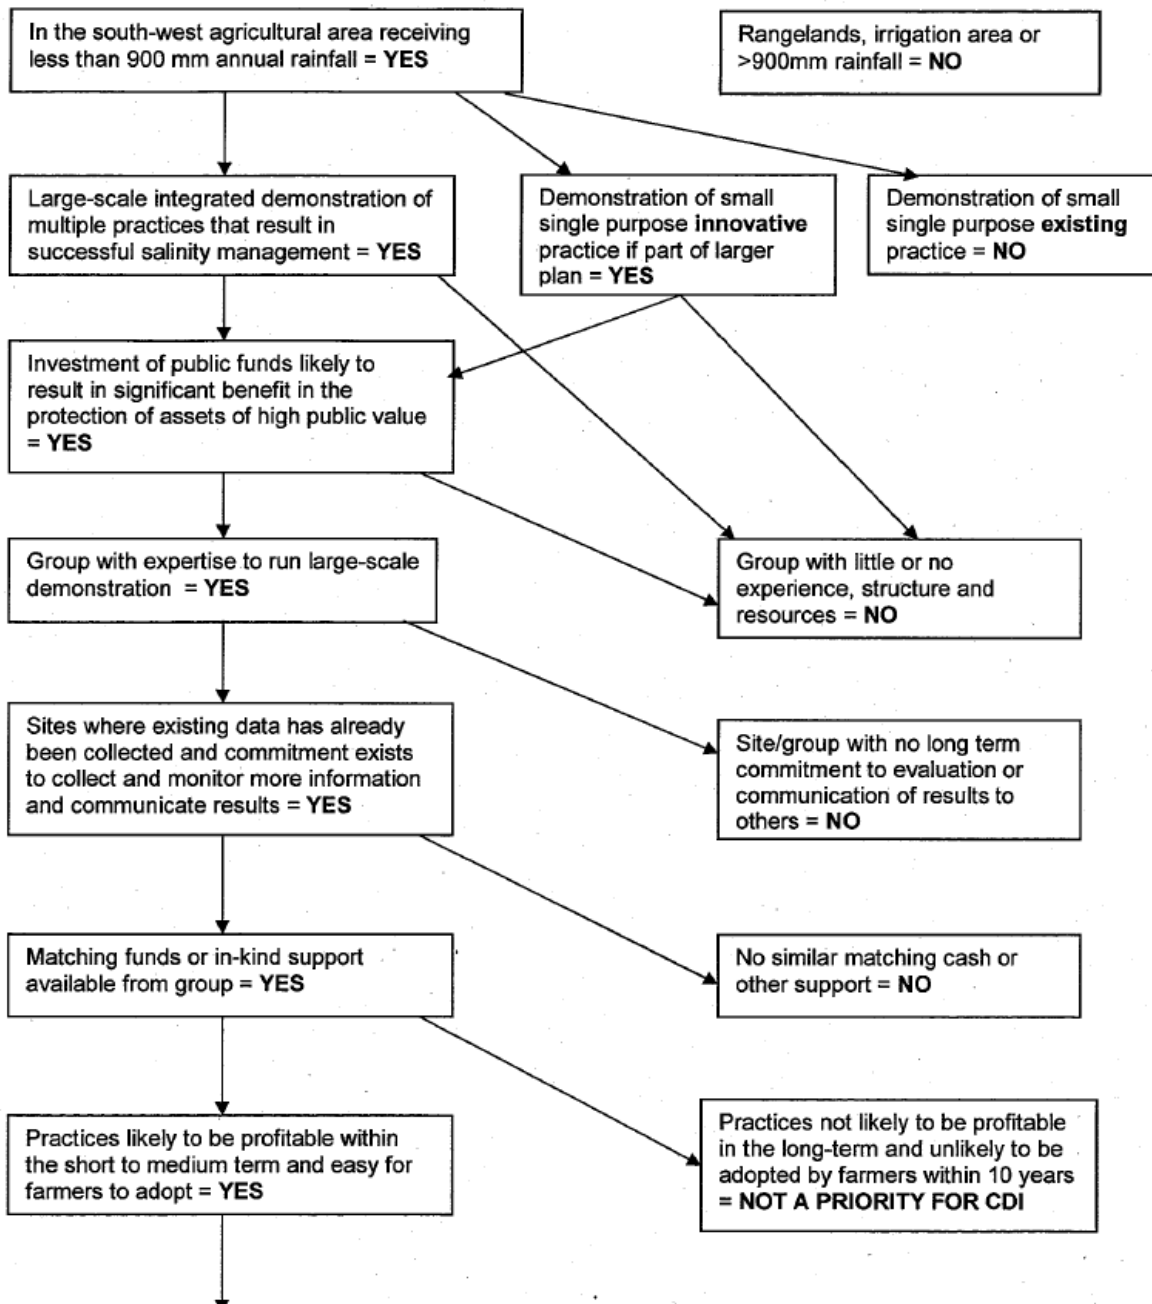 In the south-west agricultural area receiving
less than 900 mm annual rainfall = YES
Rangelands, irrigation area or
>900mm rainfall = NO
Large-scale integrated demonstration of
multiple practices that result in
successful salinity management = YES
Demonstration of small
single purpose innovative
practice if part of larger
plan = YES
Demonstration of small
single purpose existing
practice = NO
Investment of public funds likely to
result in significant benefit in the
protection of assets of high public value
= YES
Group with expertise to run large-scale
demonstration = YES
Group with little or no
experience, structure and
resources = NO
Sites where existing data has already
been collected and commitment exists
to collect and monitor more information
and communicate results = YES
Site/group with no long term
commitment to evaluation or
communication of results to
others = NO
Matching funds or in-kind support
available from group = YES
No similar matching cash or
other support = NO
Practices likely to be profitable within
the short to medium term and easy for
farmers to adopt = YES
Practices not likely to be profitable
in the long-term and unlikely to be
adopted by farmers within 10 years
= NOT A PRIORITY FOR CDI